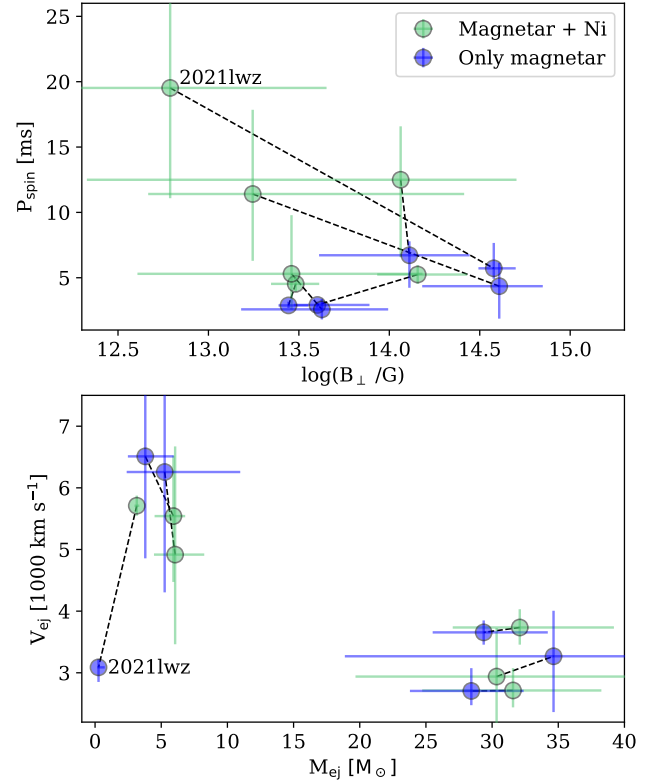 25
20
15
10
5
P_spin [ms]
2021lwz
Magnetar + Ni
Only magnetar
12.5 13.0 13.5 14.0 14.5 15.0
log(B⊥ /G)
7
6
5
4
3
V_ej [1000 km s⁻¹]
2021lwz
0 5 10 15 20 25 30 35 40
M_ej [M⊙]